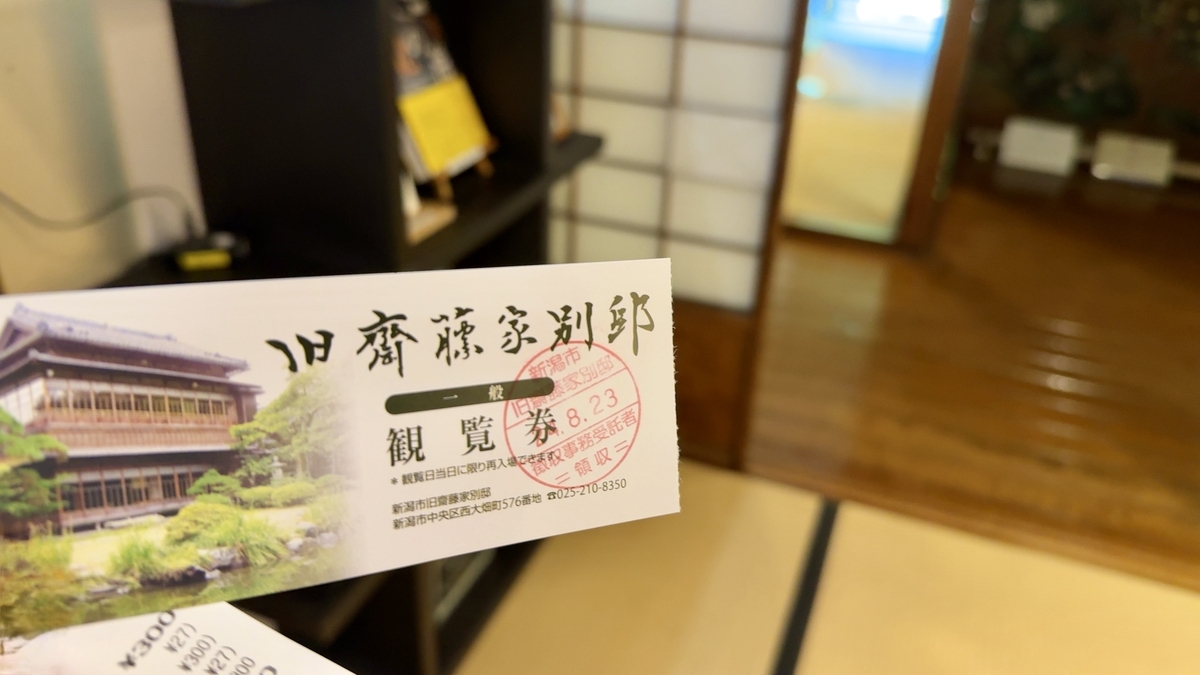 旧齋藤家別邸
一般
観覧券
＊観覧日当日に限り再入場できます
新潟市旧齋藤家別邸
新潟市中央区西大畑町576番地 ☎025-210-8350
新潟市
旧齋藤家別邸
.8.23
徴収事務受託者
＝領収＝
¥300
¥27)
¥300)
¥27)